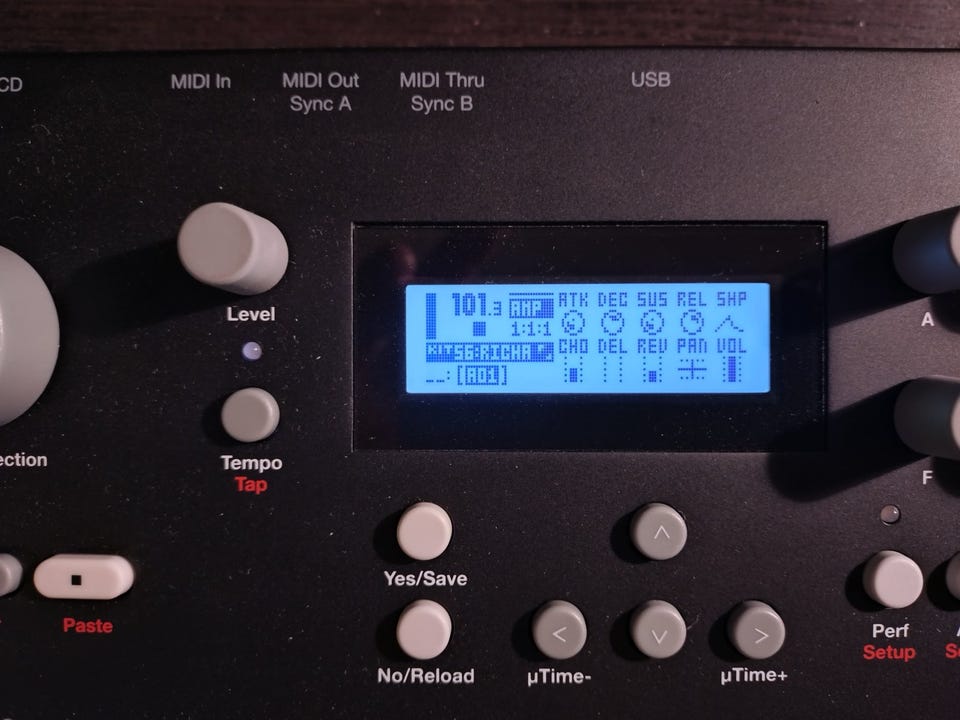 CD
MIDI In
MIDI Out
Sync A
MIDI Thru
Sync B
USB
Level
Tempo
Tap
101.3
AMP
1:1:1
ATK DEC SUS REL SHP
CHO DEL REV PAN VOL
__:[A01]
A
F
ection
Paste
Yes/Save
No/Reload
µTime-
µTime+
Perf
Setup